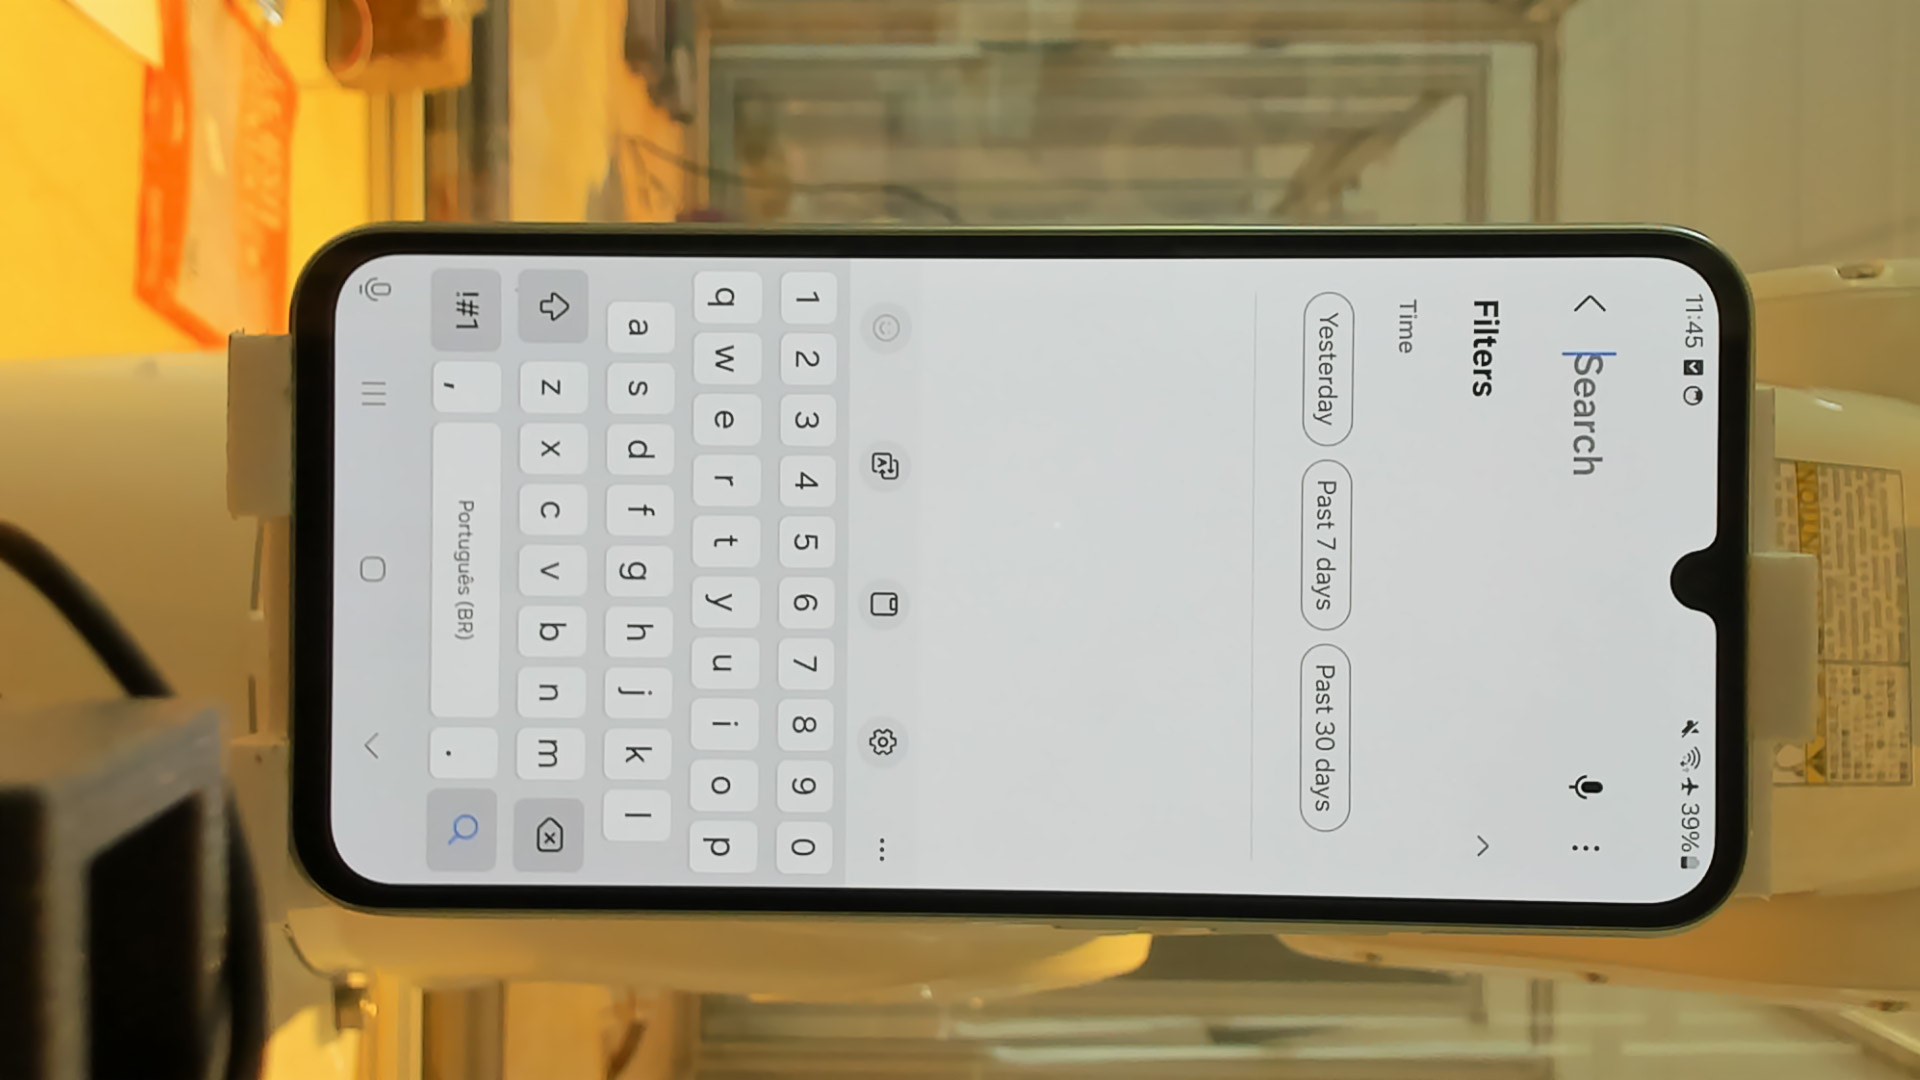 11:45 39%
Search
Filters
Time
Yesterday Past 7 days Past 30 days
1 2 3 4 5 6 7 8 9 0
q w e r t y u i o p
a s d f g h j k l
z x c v b n m
!#1 , Português (BR) .